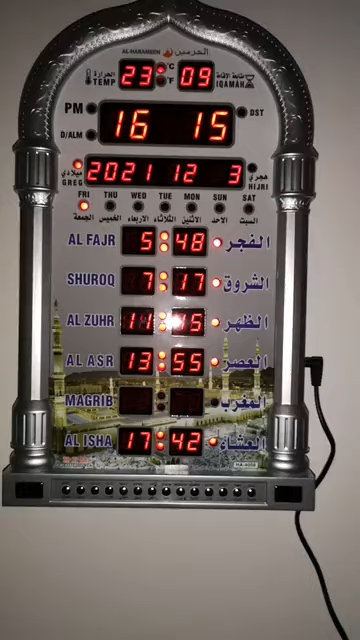 AL-HARAMEEN الحرمين
الحرارة TEMP 23 °C °F 09 IQAMAH
PM 16 15 DST
D/ALM
ميلادي GREG 2021 12 3 هجري HIJRI
FRI THU WED TUE MON SUN SAT
الجمعة الخميس الاربعاء الثلاثاء الاثنين الاحد السبت
AL FAJR 5 48 الفجر
SHUROQ 7 17 الشروق
AL ZUHR 11 45 الظهر
AL ASR 13 55 العصر
MAGRIB المغرب
AL ISHA 17 42 العشاء